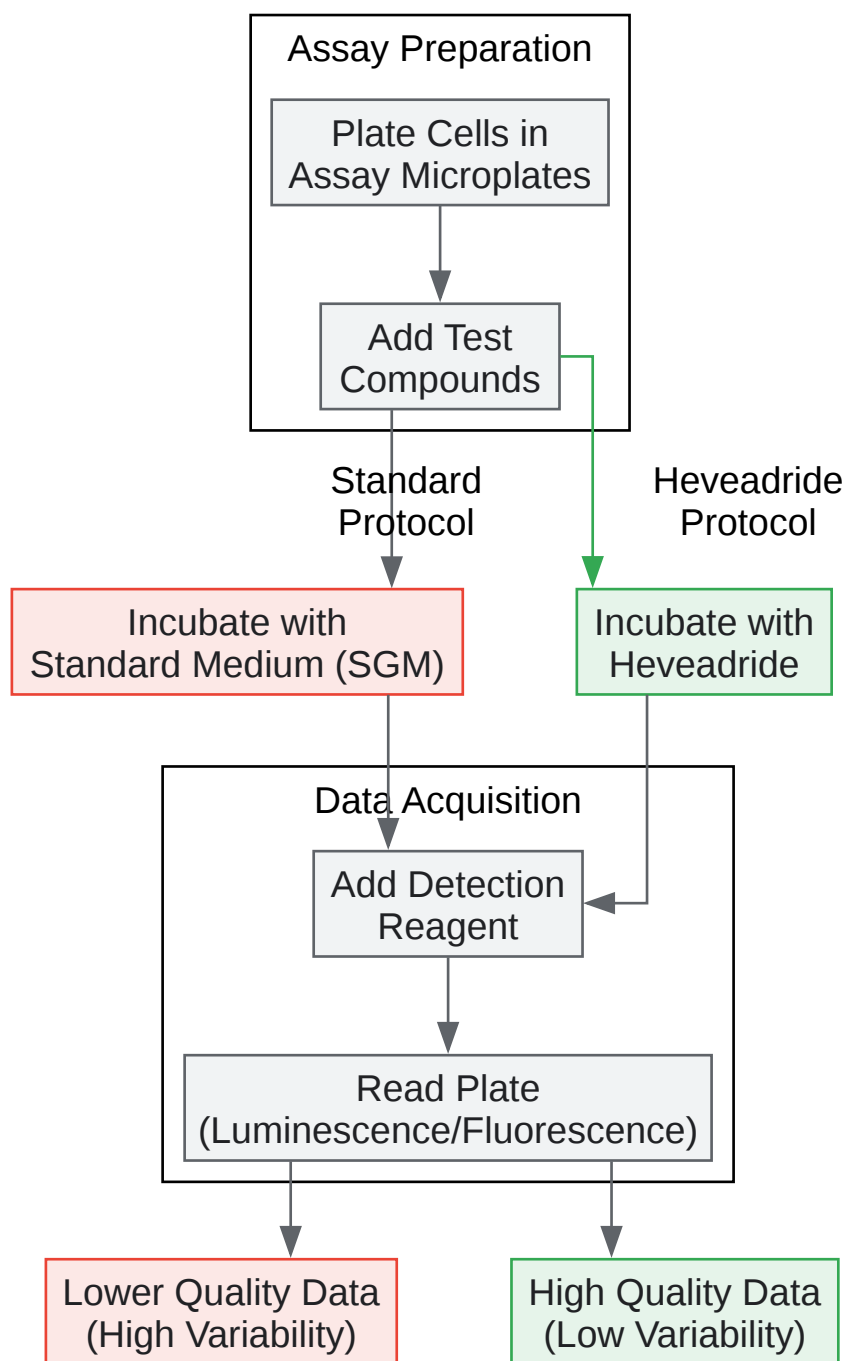 Assay Preparation
Plate Cells in
Assay Microplates
Add Test
Compounds
Standard
Protocol
Heveadride
Protocol
Incubate with
Standard Medium (SGM)
Incubate with
Heveadride
Data Acquisition
Add Detection
Reagent
Read Plate
(Luminescence/Fluorescence)
Lower Quality Data
(High Variability)
High Quality Data
(Low Variability)